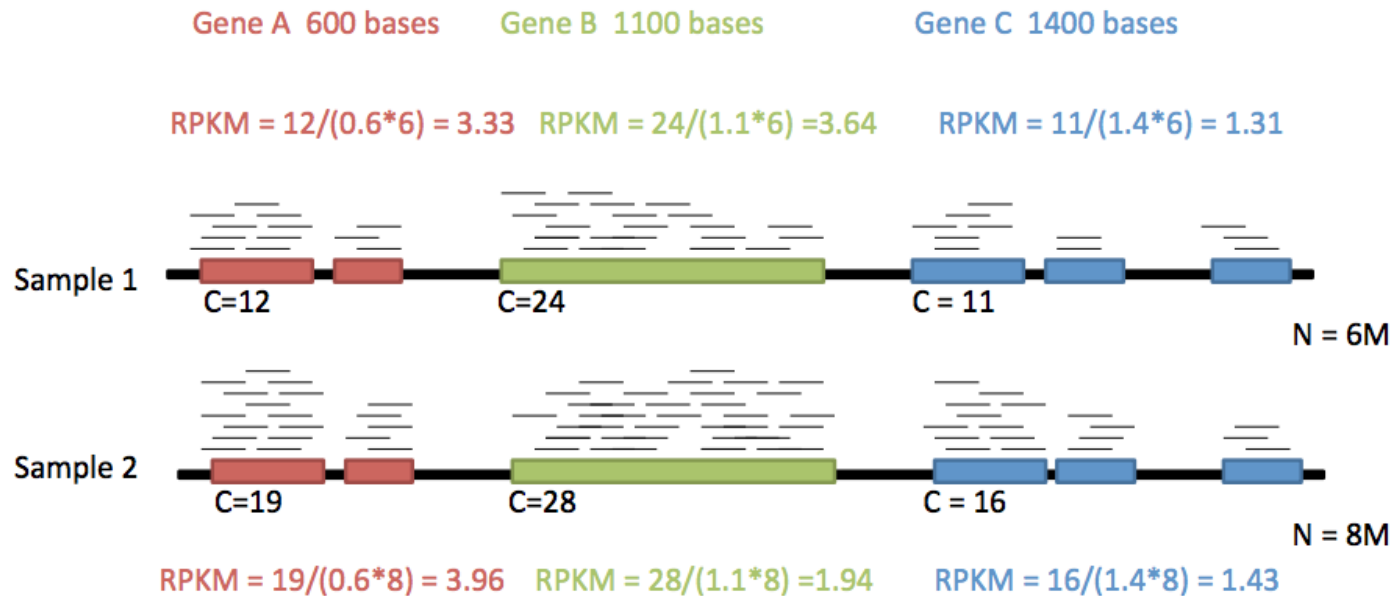 Gene A 600 bases
Gene B 1100 bases
Gene C 1400 bases
RPKM = 12/(0.6*6) = 3.33
RPKM = 24/(1.1*6) =3.64
RPKM = 11/(1.4*6) = 1.31
Sample 1
C=12
C=24
C = 11
N = 6M
Sample 2
C=19
C=28
C = 16
N = 8M
RPKM = 19/(0.6*8) = 3.96
RPKM = 28/(1.1*8) =1.94
RPKM = 16/(1.4*8) = 1.43